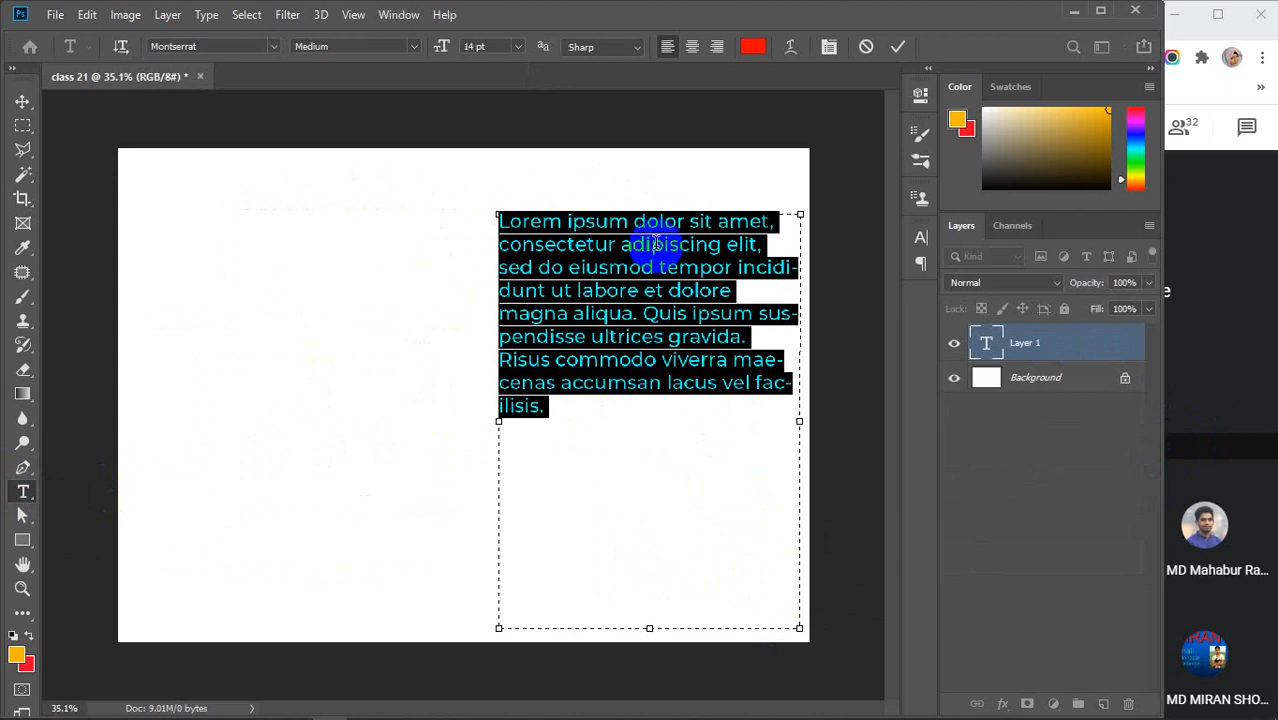 Ps File Edit Image Layer Type Select Filter 3D View Window Help
T Montserrat Medium 14 pt Sharp
class 21 @ 35.1% (RGB/8#) * ×
32
Color Swatches
Lorem ipsum dolor sit amet,
consectetur adipiscing elit,
sed do eiusmod tempor incidi-
dunt ut labore et dolore
magna aliqua. Quis ipsum sus-
pendisse ultrices gravida.
Risus commodo viverra mae-
cenas accumsan lacus vel fac-
ilisis.
Layers Channels
Kind
Normal Opacity: 100%
Lock: Fill: 100%
T Layer 1
Background
MD Mahabur Ra...
MD MIRAN SHO...
35.1% Doc: 9.01M/0 bytes